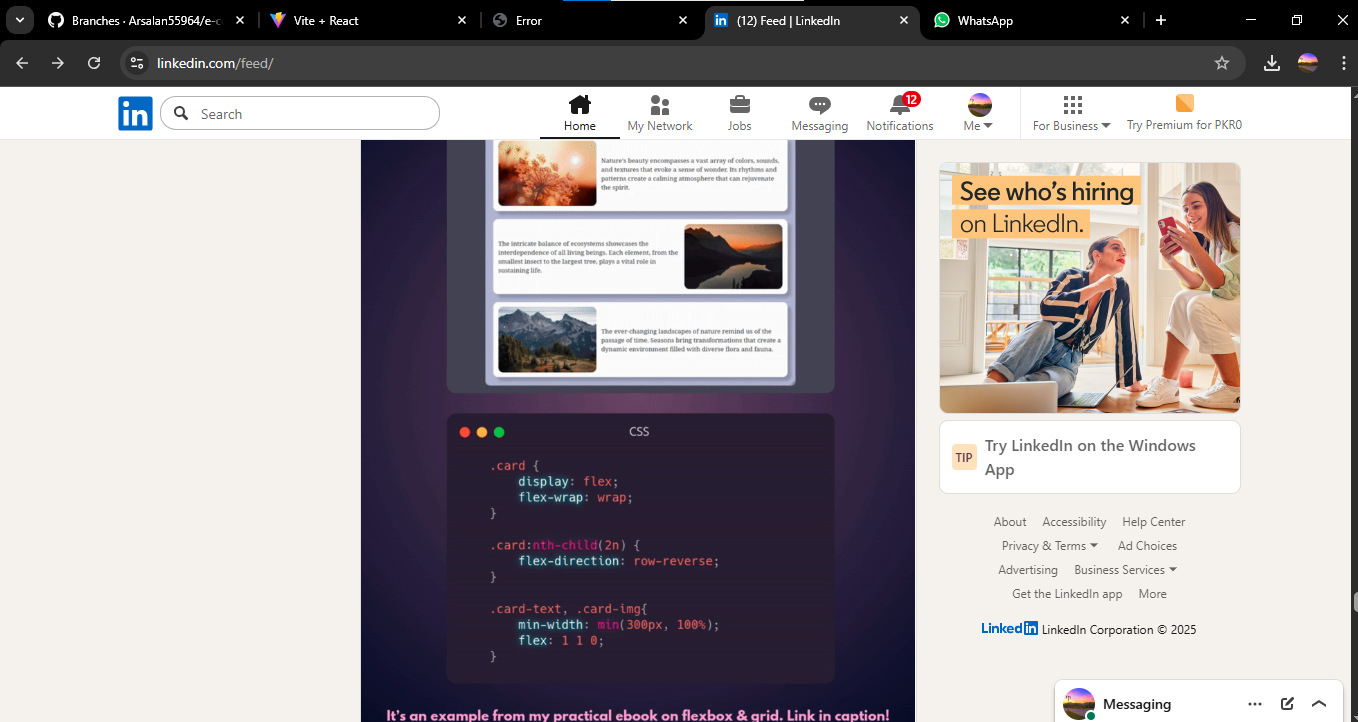 Branches · Arsalan55964/e-c
Vite + React
Error
in (12) Feed | LinkedIn
WhatsApp
linkedin.com/feed/
in
Search
Home
My Network
Jobs
Messaging
12
Notifications
Me
For Business
Try Premium for PKR0
Nature's beauty encompasses a vast array of colors, sounds,
and textures that evoke a sense of wonder. Its rhythms and
patterns create a calming atmosphere that can rejuvenate
the spirit.
The intricate balance of ecosystems showcases the
interdependence of all living beings. Each element, from the
smallest insect to the largest tree, plays a vital role in
sustaining life.
The ever-changing landscapes of nature remind us of the
passage of time. Seasons bring transformations that create a
dynamic environment filled with diverse flora and fauna.
CSS
.card {
display: flex;
flex-wrap: wrap;
}
.card:nth-child(2n) {
flex-direction: row-reverse;
}
.card-text, .card-img{
min-width: min(300px, 100%);
flex: 1 1 0;
}
It's an example from my practical ebook on flexbox & grid. Link in caption!
See who's hiring
on LinkedIn.
TIP
Try LinkedIn on the Windows
App
About Accessibility Help Center
Privacy & Terms Ad Choices
Advertising Business Services
Get the LinkedIn app More
LinkedIn LinkedIn Corporation © 2025
Messaging